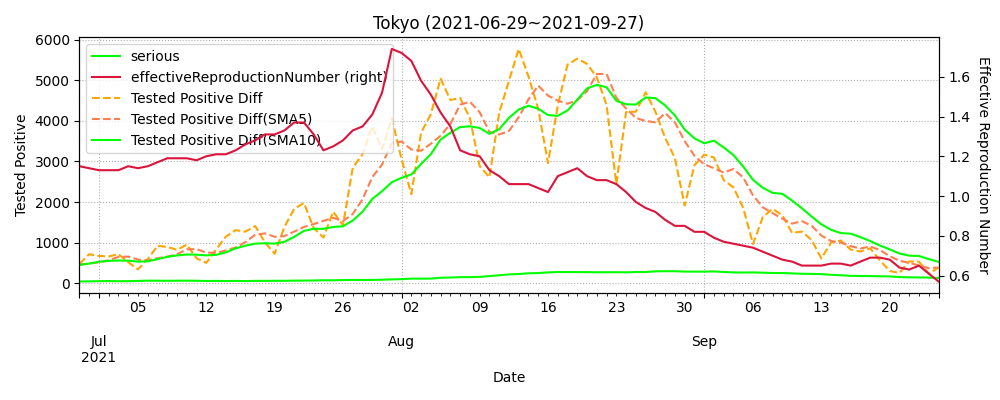 Tokyo (2021-06-29~2021-09-27)
serious
effectiveReproductionNumber (right)
Tested Positive Diff
Tested Positive Diff(SMA5)
Tested Positive Diff(SMA10)
Tested Positive
6000
5000
4000
3000
2000
1000
0
Effective Reproduction Number
1.6
1.4
1.2
1.0
0.8
0.6
05 12 19 26 02 09 16 23 30 06 13 20
Jul Aug Sep
2021
Date